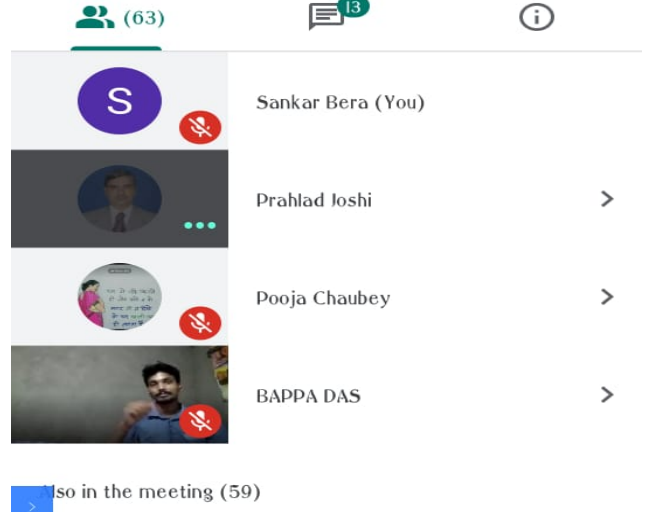 (63) 13
S
Sankar Bera (You)
Prahlad Joshi
Pooja Chaubey
BAPPA DAS
Also in the meeting (59)